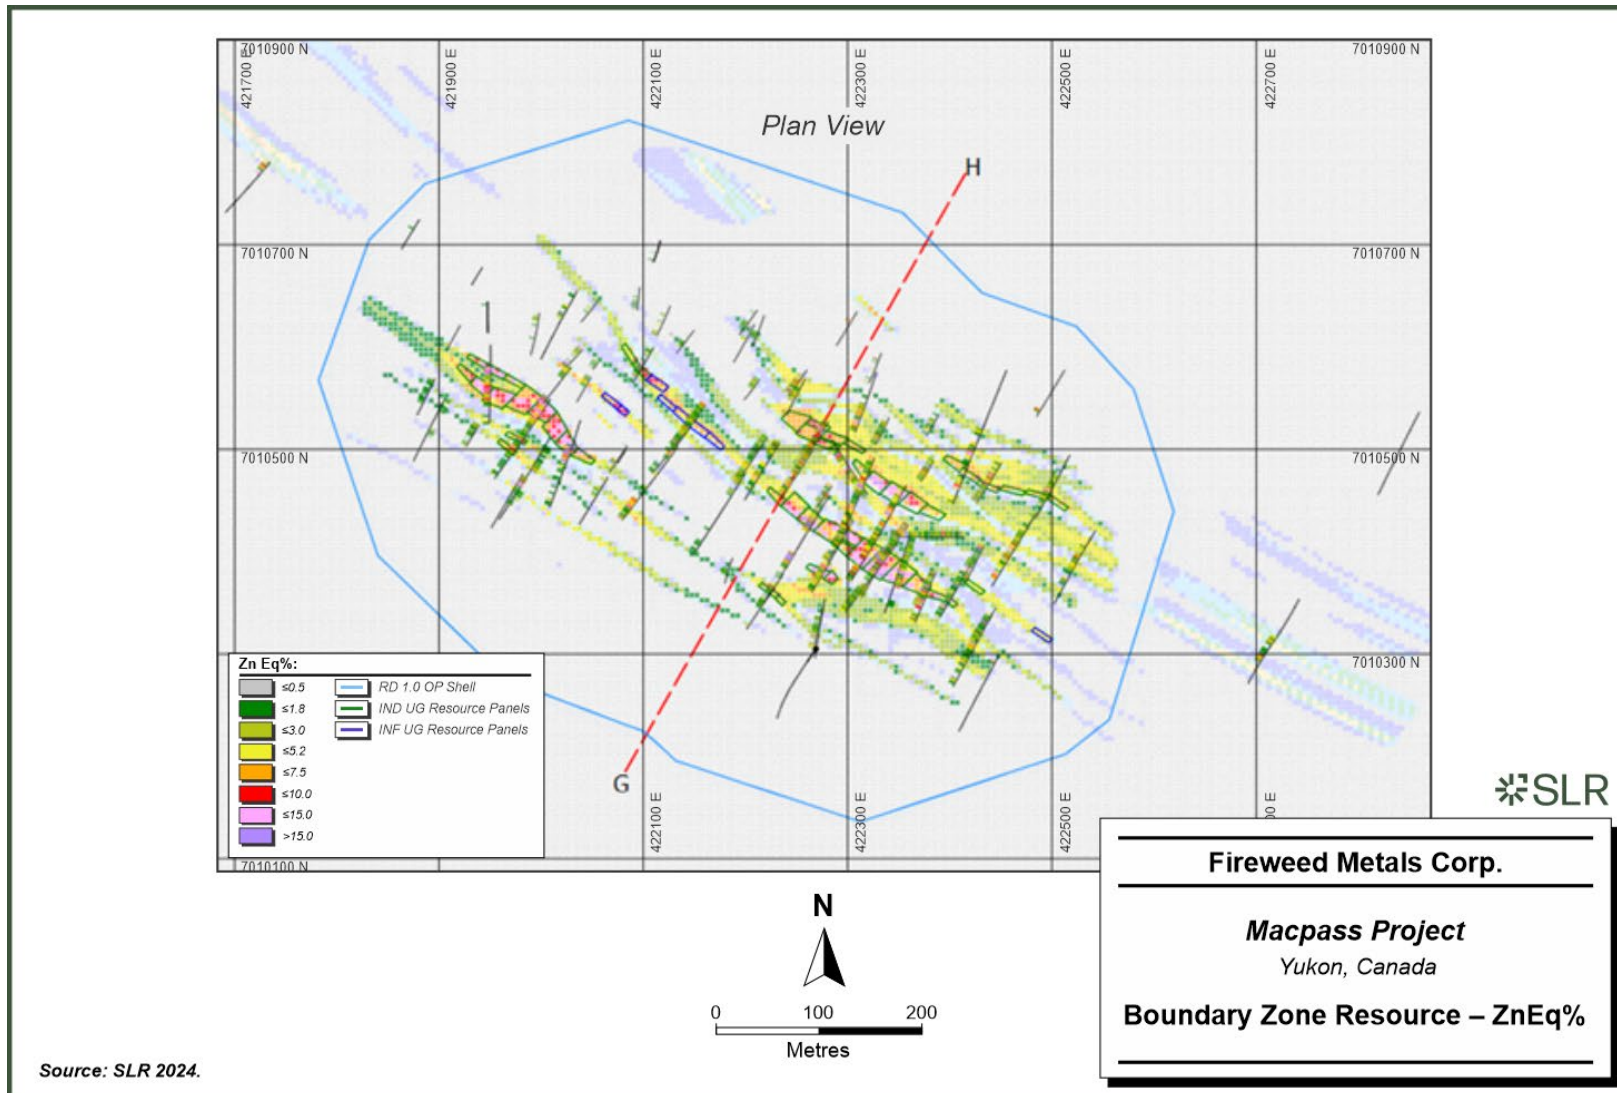 7010900 N
7010900 N
421700 E
421900 E
422100 E
422300 E
422500 E
422700 E
Plan View
H
7010700 N
7010700 N
7010500 N
7010500 N
7010300 N
G
Zn Eq%:
≤0.5
≤1.8
≤3.0
≤5.2
≤7.5
≤10.0
≤15.0
>15.0
RD 1.0 OP Shell
IND UG Resource Panels
INF UG Resource Panels
422100 E
422300 E
422500 E
00 E
7010100 N
SLR
Fireweed Metals Corp.
Macpass Project
Yukon, Canada
Boundary Zone Resource – ZnEq%
N
0 100 200
Metres
Source: SLR 2024.